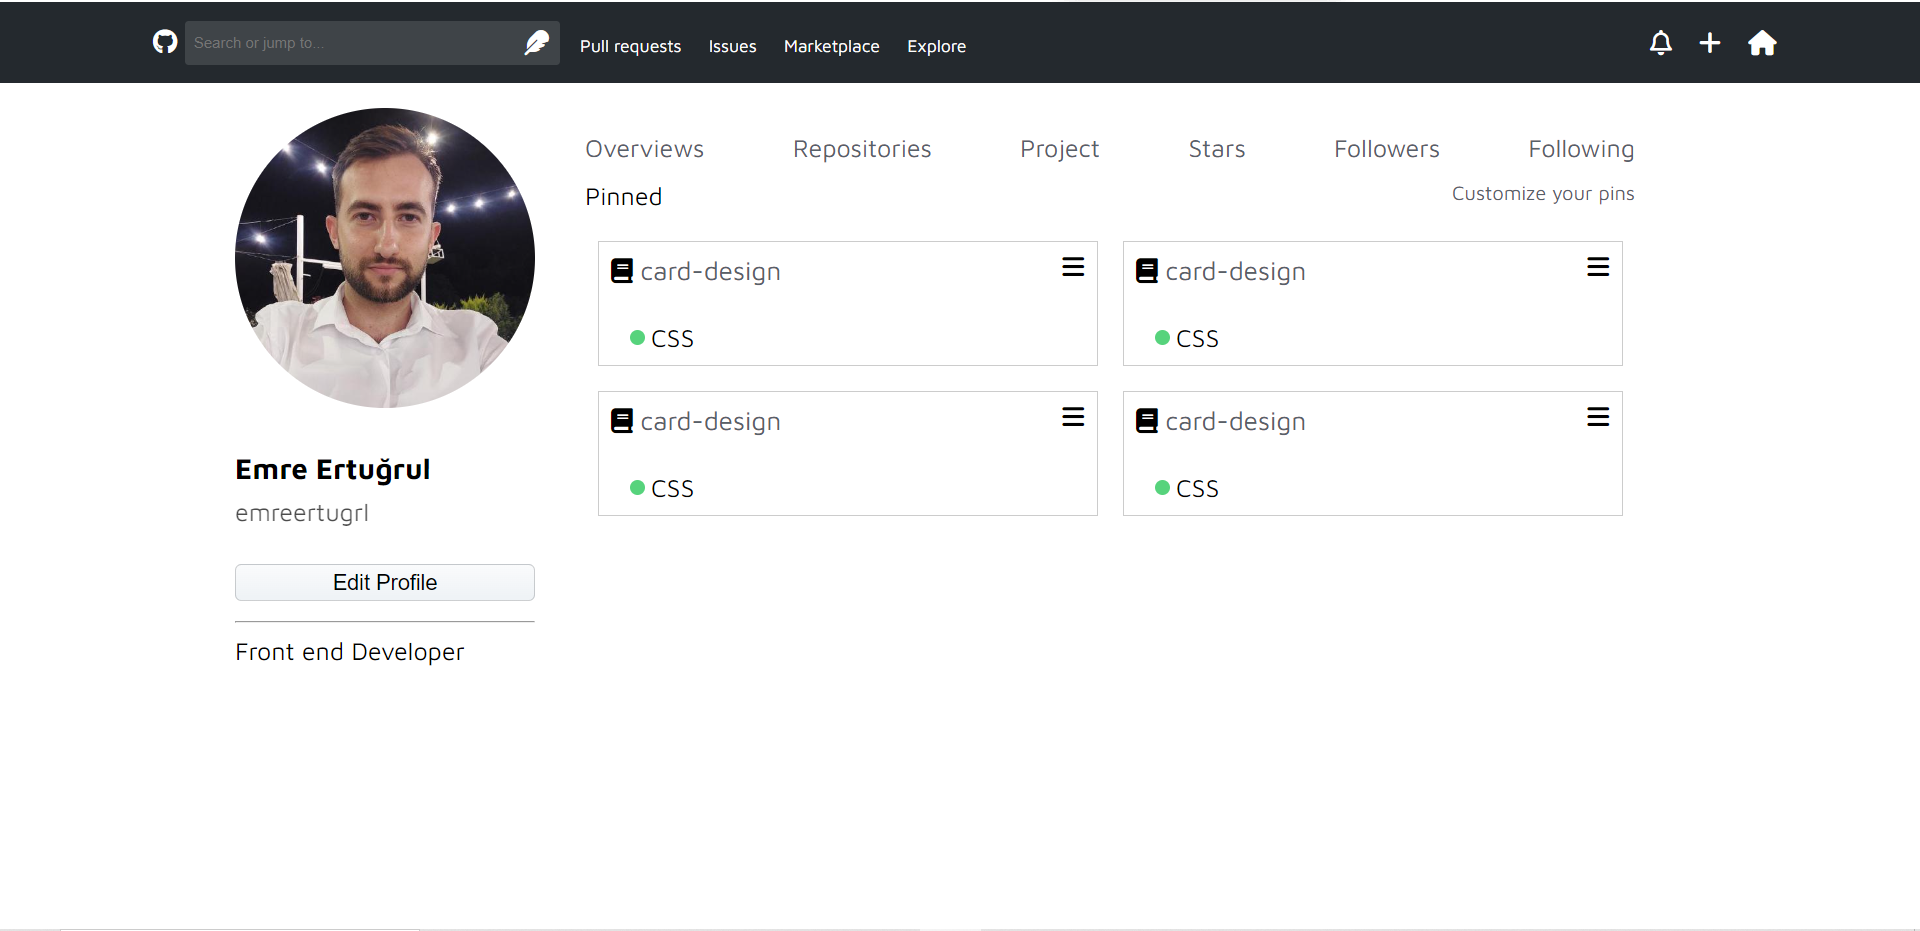 Search or jump to...
Pull requests Issues Marketplace Explore
Overviews Repositories Project Stars Followers Following
Pinned Customize your pins
card-design card-design
CSS CSS
card-design card-design
CSS CSS
Emre Ertuğrul
emreertugrl
Edit Profile
Front end Developer